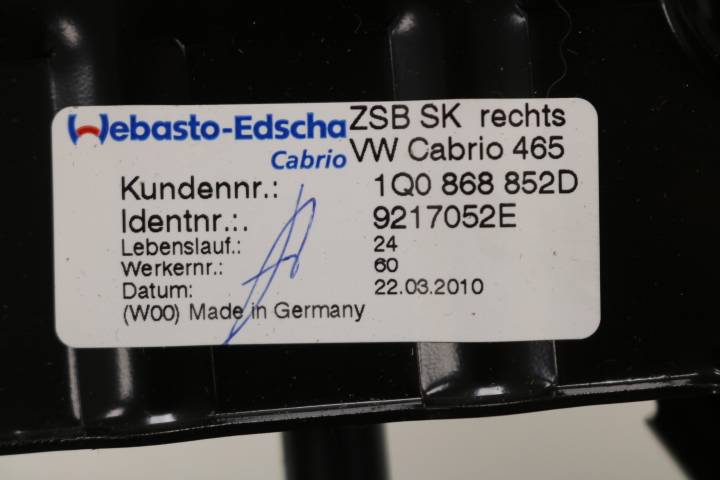 Webasto-Edscha ZSB SK rechts
Cabrio VW Cabrio 465
Kundennr.: 1Q0 868 852D
Identnr.:. 9217052E
Lebenslauf.: 24
Werkernr.: 60
Datum: 22.03.2010
(W00) Made in Germany